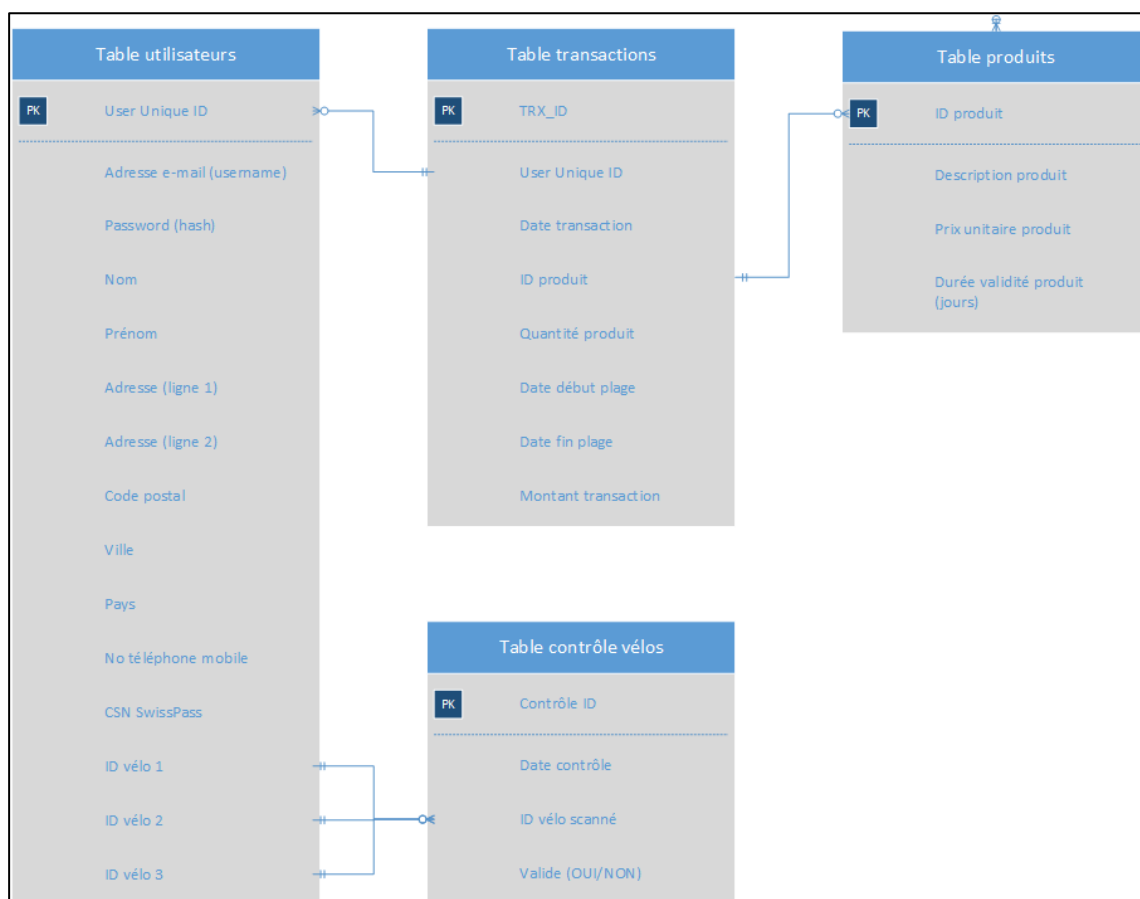 Table utilisateurs
PK
User Unique ID
Adresse e-mail (username)
Password (hash)
Nom
Prénom
Adresse (ligne 1)
Adresse (ligne 2)
Code postal
Ville
Pays
No téléphone mobile
CSN SwissPass
ID vélo 1
ID vélo 2
ID vélo 3
Table transactions
PK
TRX_ID
User Unique ID
Date transaction
ID produit
Quantité produit
Date début plage
Date fin plage
Montant transaction
Table contrôle vélos
PK
Contrôle ID
Date contrôle
ID vélo scanné
Valide (OUI/NON)
Table produits
PK
ID produit
Description produit
Prix unitaire produit
Durée validité produit
(jours)